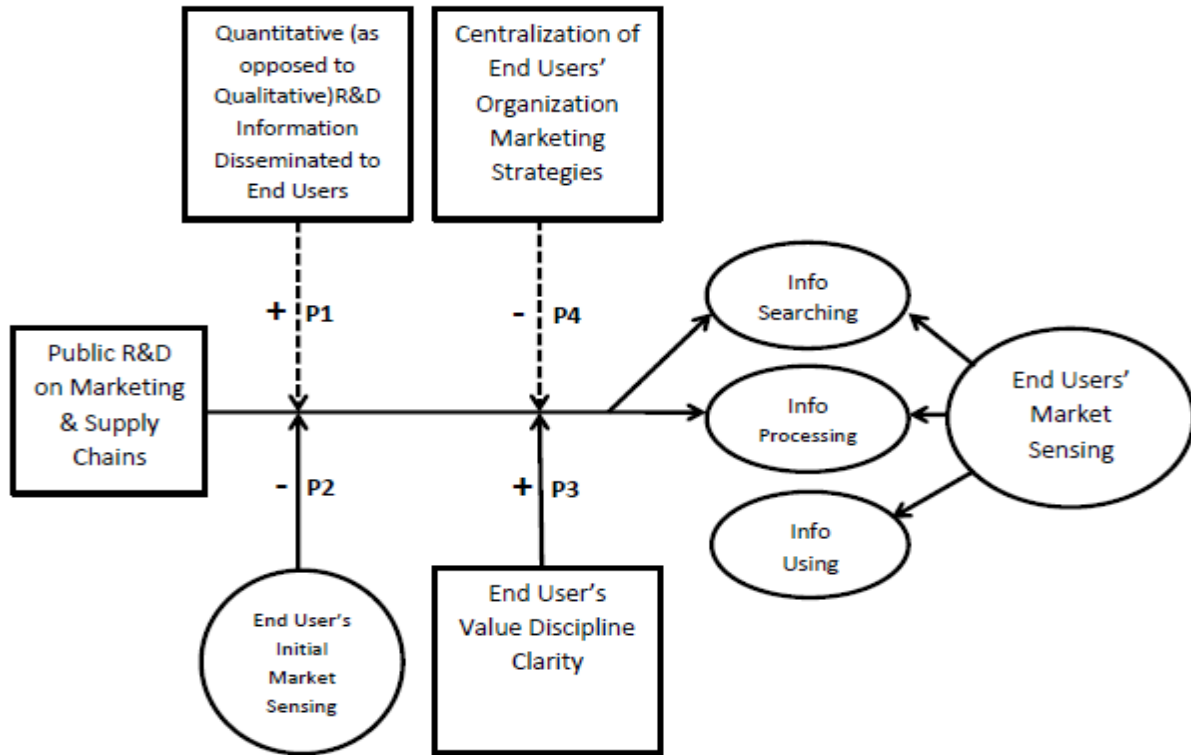 Quantitative (as
opposed to
Qualitative)R&D
Information
Disseminated to
End Users
Centralization of
End Users'
Organization
Marketing
Strategies
+ P1
- P4
Public R&D
on Marketing
& Supply
Chains
Info
Searching
Info
Processing
Info
Using
End Users'
Market
Sensing
- P2
+ P3
End User's
Initial
Market
Sensing
End User's
Value Discipline
Clarity